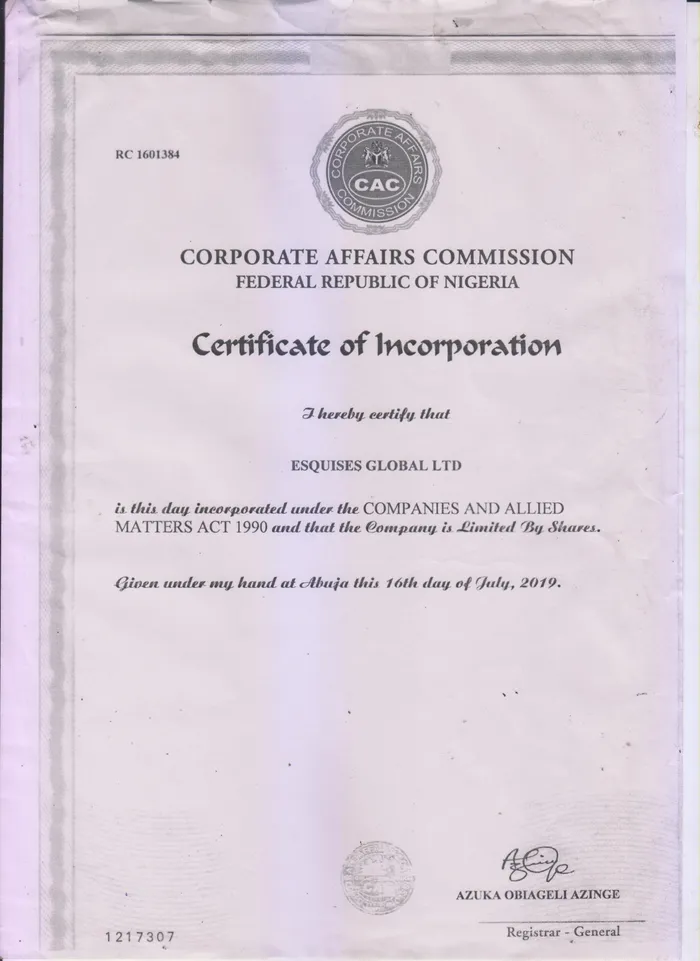 RC 1601384
CORPORATE AFFAIRS
CAC
COMMISSION
CORPORATE AFFAIRS COMMISSION
FEDERAL REPUBLIC OF NIGERIA
Certificate of Incorporation
I hereby certify that
ESQUISES GLOBAL LTD
is this day incorporated under the COMPANIES AND ALLIED
MATTERS ACT 1990 and that the Company is Limited By Shares.
Given under my hand at Abuja this 16th day of July, 2019.
AZUKA OBIAGELI AZINGE
Registrar - General
1217307